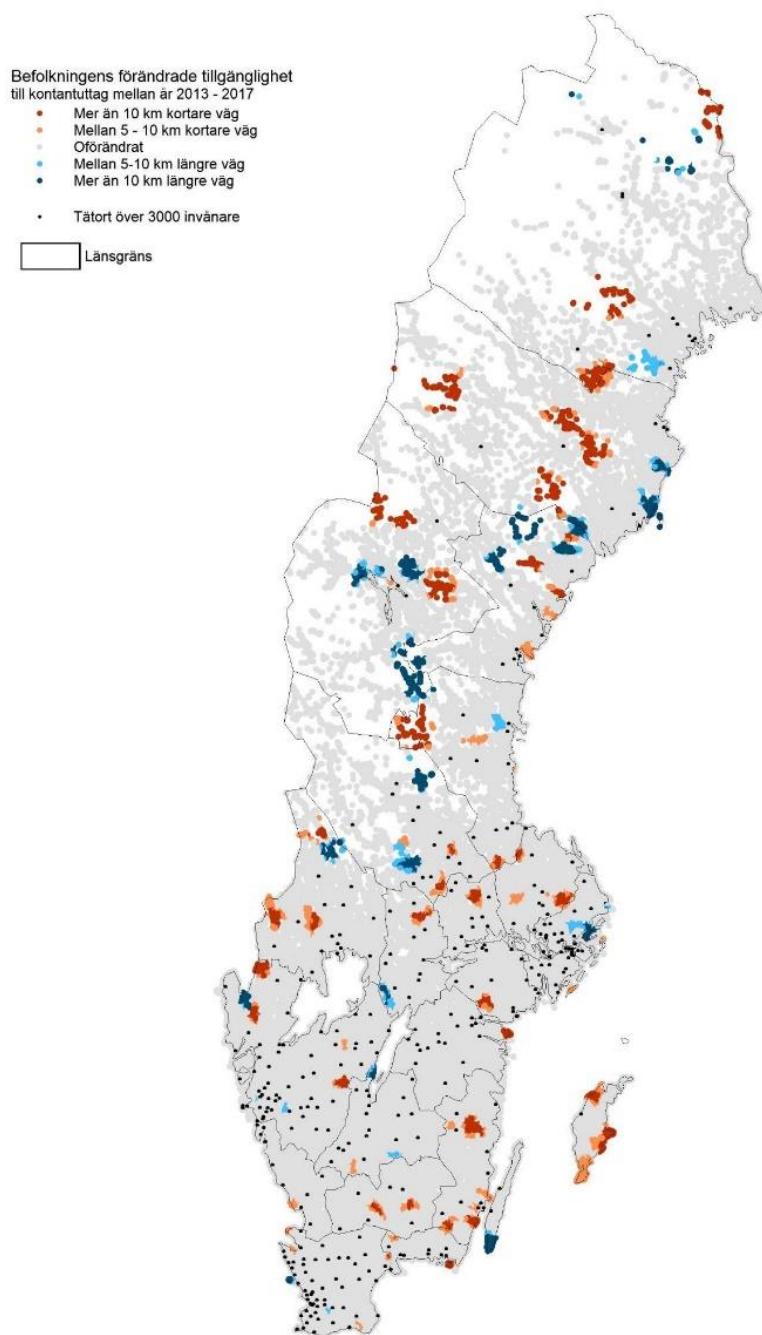 Befolkningens förändrade tillgänglighet
till kontantuttag mellan år 2013 - 2017
Mer än 10 km kortare väg
Mellan 5 - 10 km kortare väg
Oförändrat
Mellan 5-10 km längre väg
Mer än 10 km längre väg
Tätort över 3000 invånare
Länsgräns